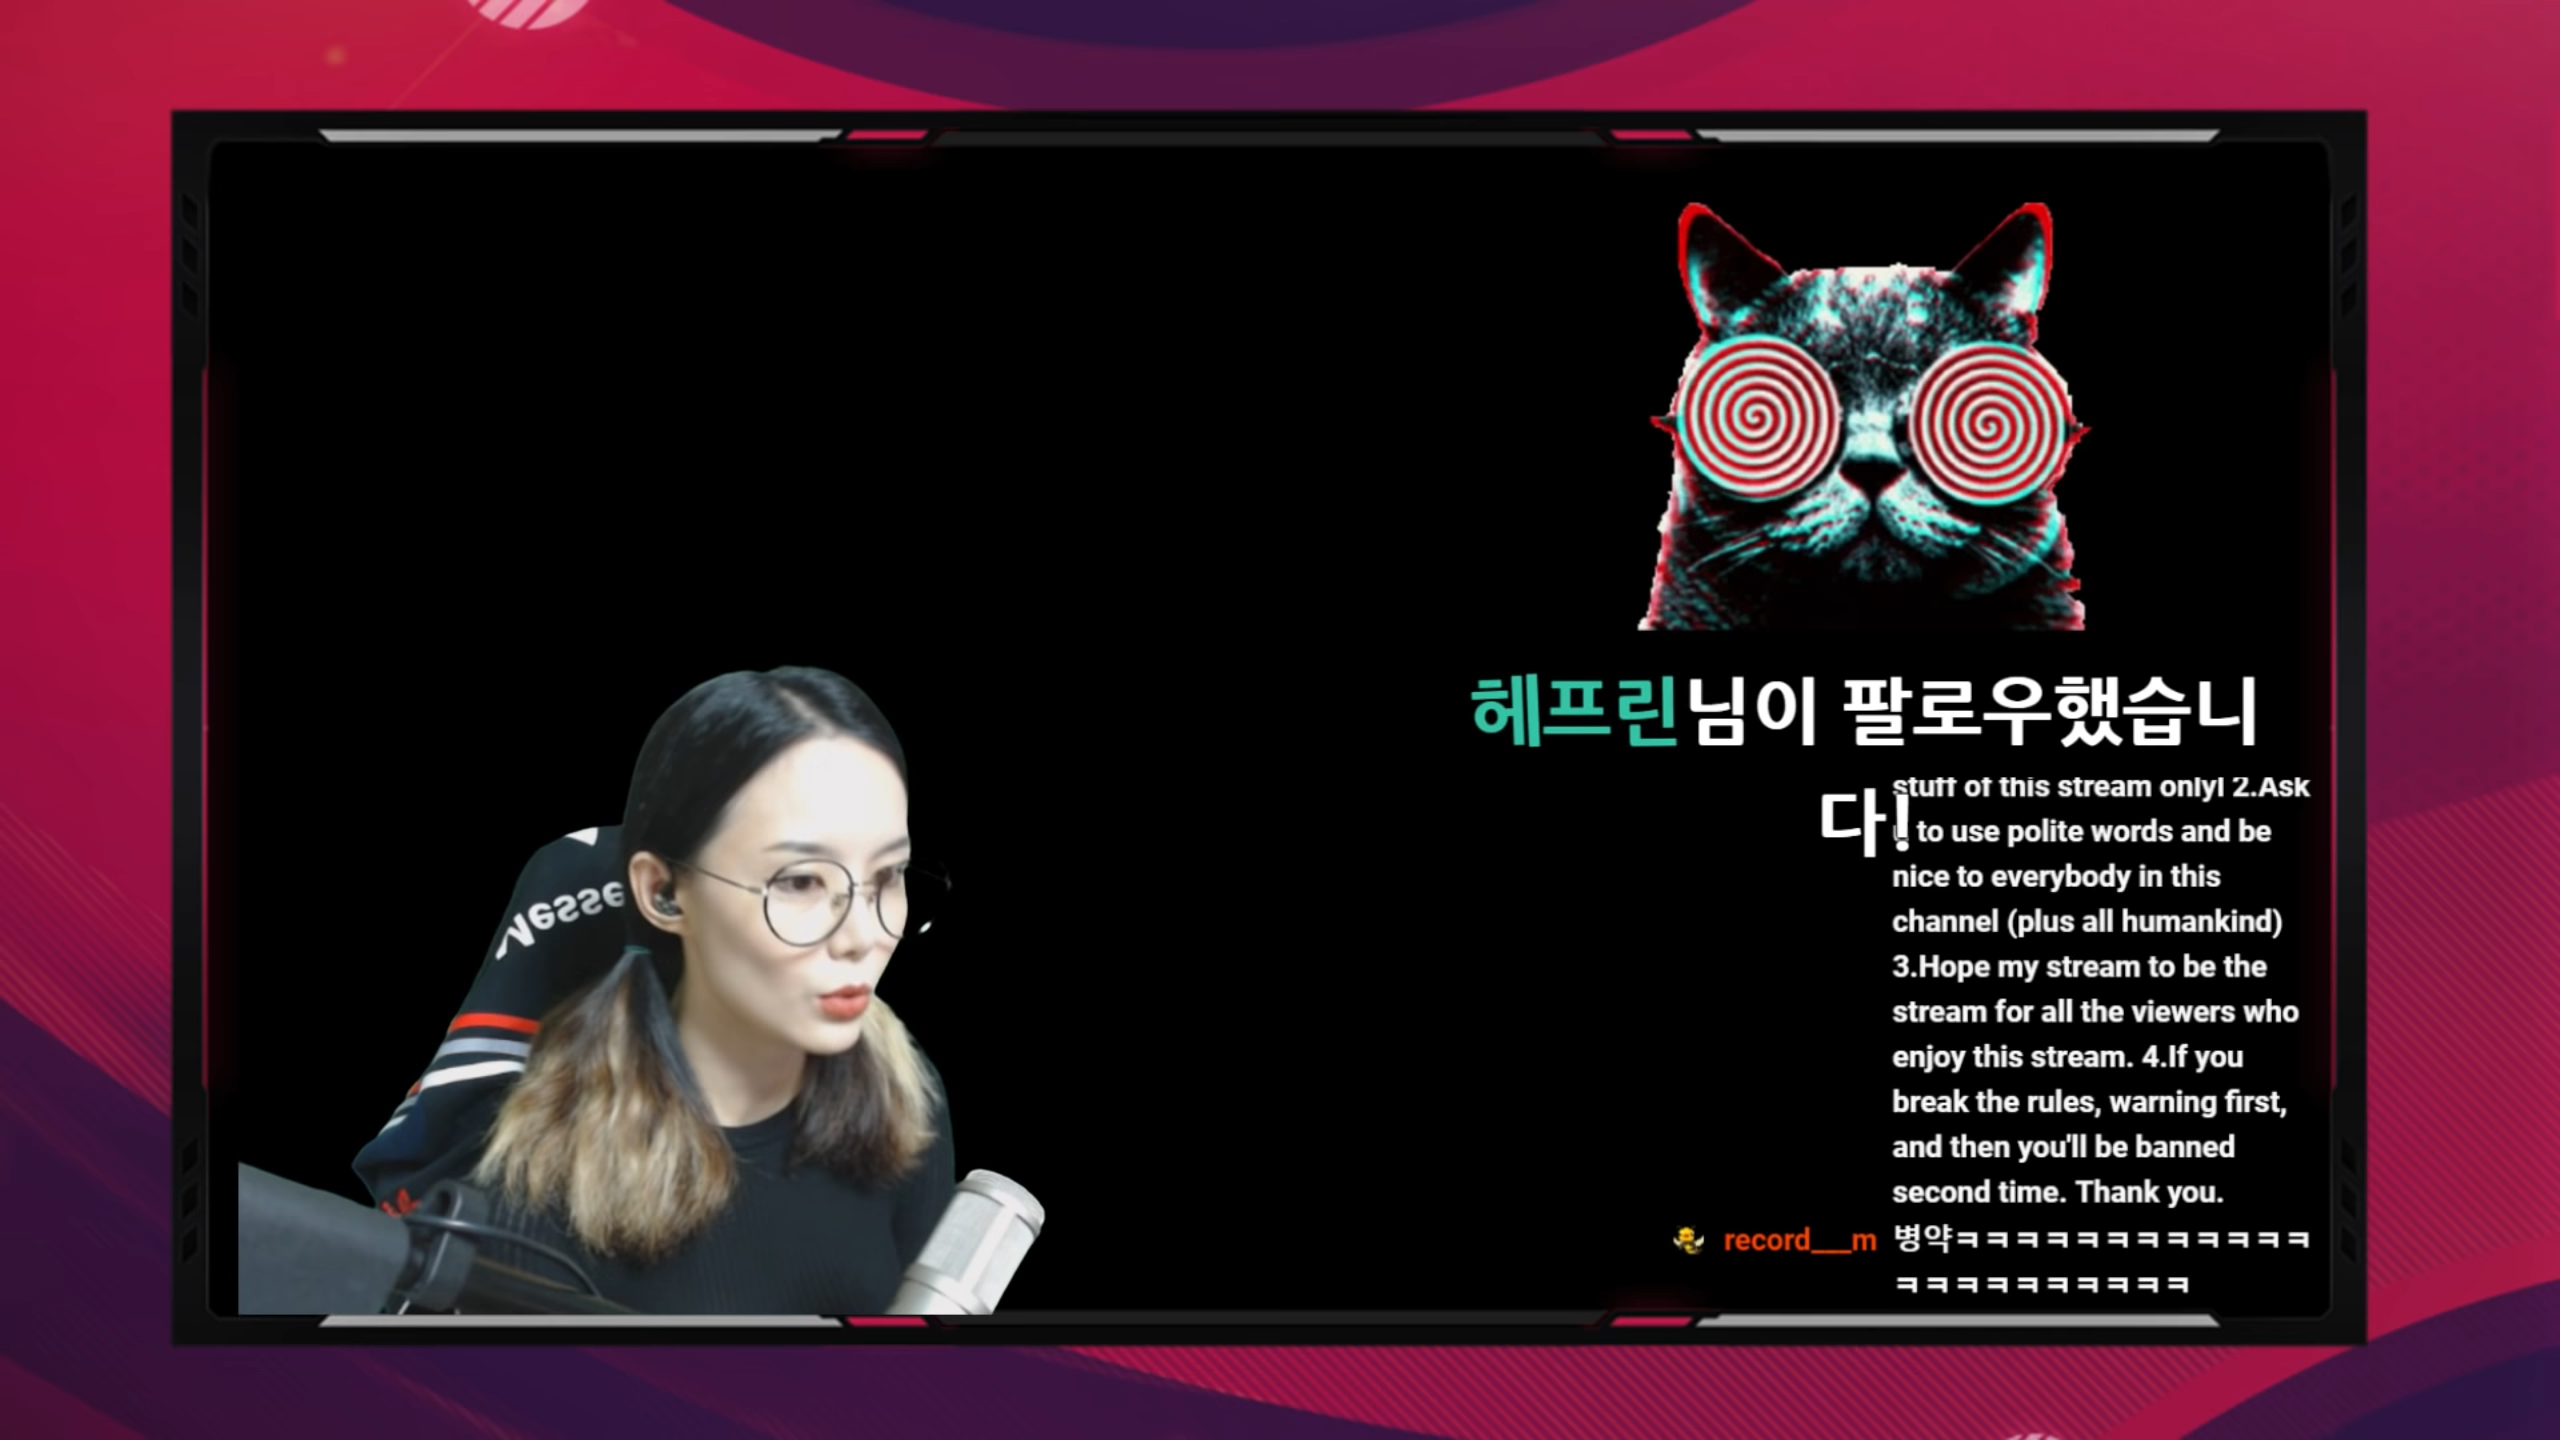 헤프린님이 팔로우했습니
다!
stuff of this stream only! 2.Ask
to use polite words and be
nice to everybody in this
channel (plus all humankind)
3.Hope my stream to be the
stream for all the viewers who
enjoy this stream. 4.If you
break the rules, warning first,
and then you'll be banned
second time. Thank you.
record___m 병약ㅋㅋㅋㅋㅋㅋㅋㅋㅋㅋㅋㅋ
ㅋㅋㅋㅋㅋㅋㅋㅋㅋㅋ
Messe